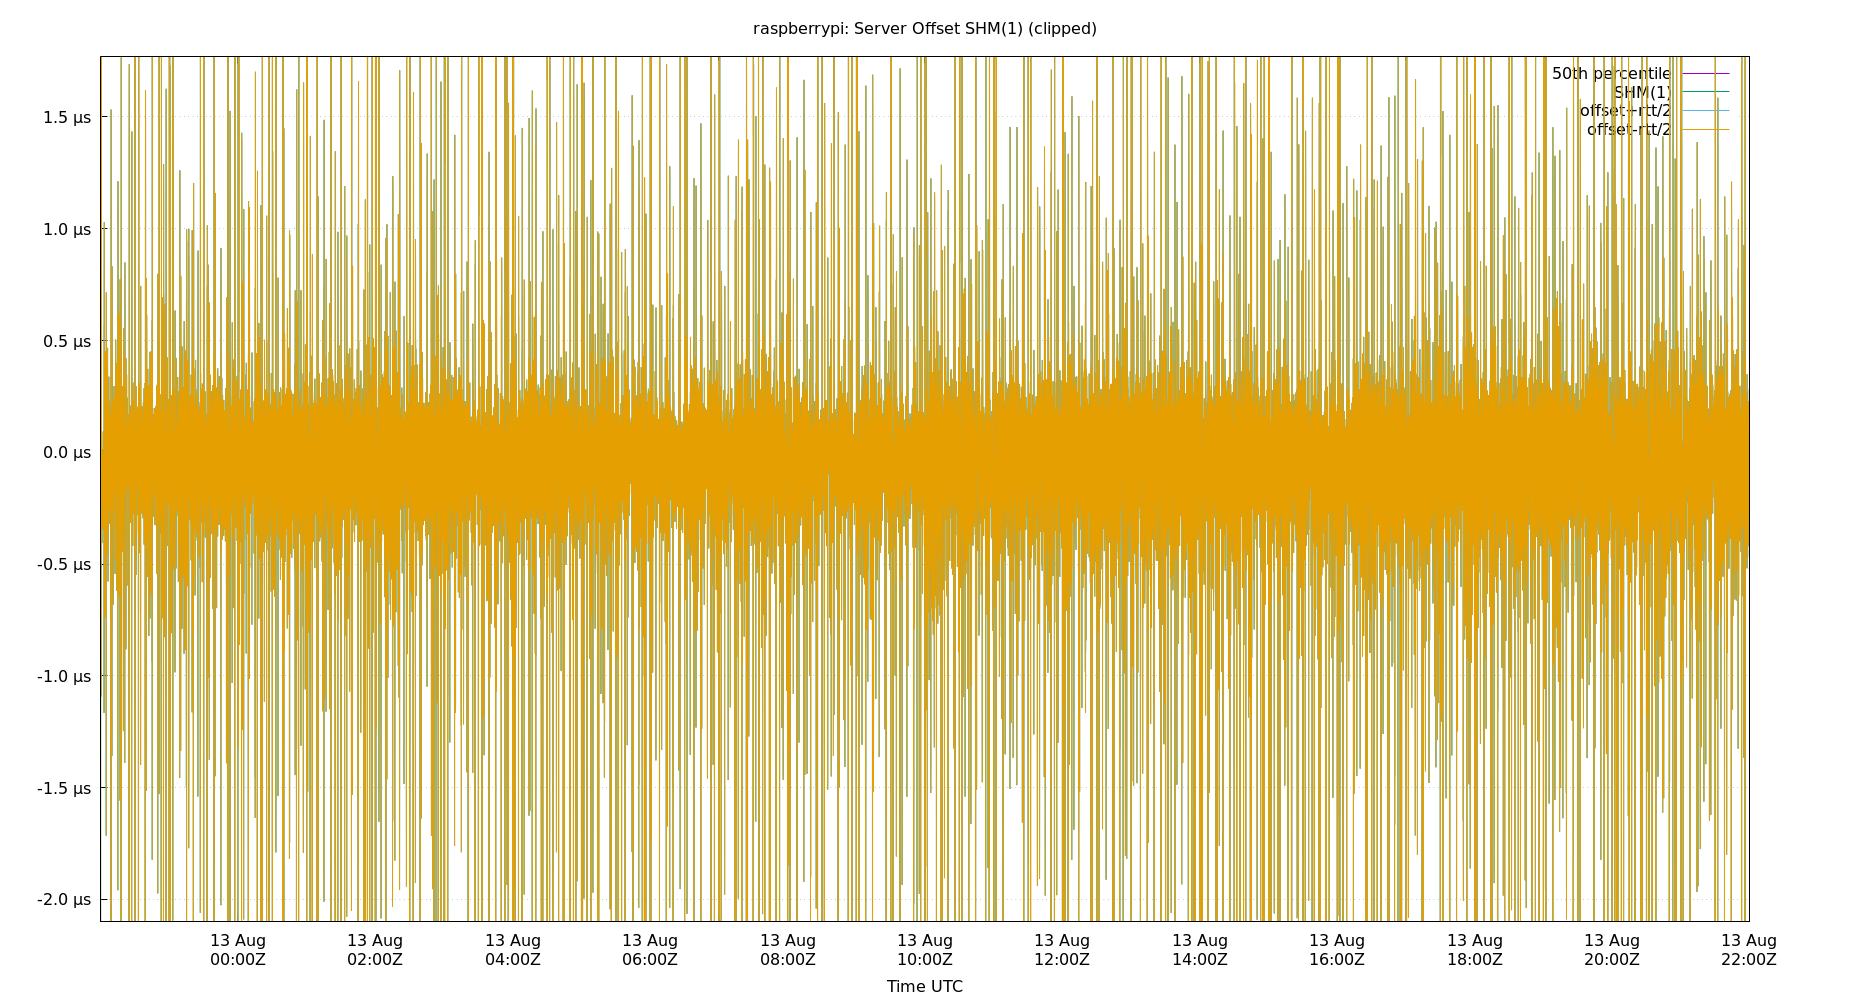 raspberrypi: Server Offset SHM(1) (clipped)
50th percentile
SHM(1)
offset+rtt/2
offset-rtt/2
1.5 µs
1.0 µs
0.5 µs
0.0 µs
-0.5 µs
-1.0 µs
-1.5 µs
-2.0 µs
13 Aug 13 Aug 13 Aug 13 Aug 13 Aug 13 Aug 13 Aug 13 Aug 13 Aug 13 Aug 13 Aug 13 Aug
00:00Z 02:00Z 04:00Z 06:00Z 08:00Z 10:00Z 12:00Z 14:00Z 16:00Z 18:00Z 20:00Z 22:00Z
Time UTC